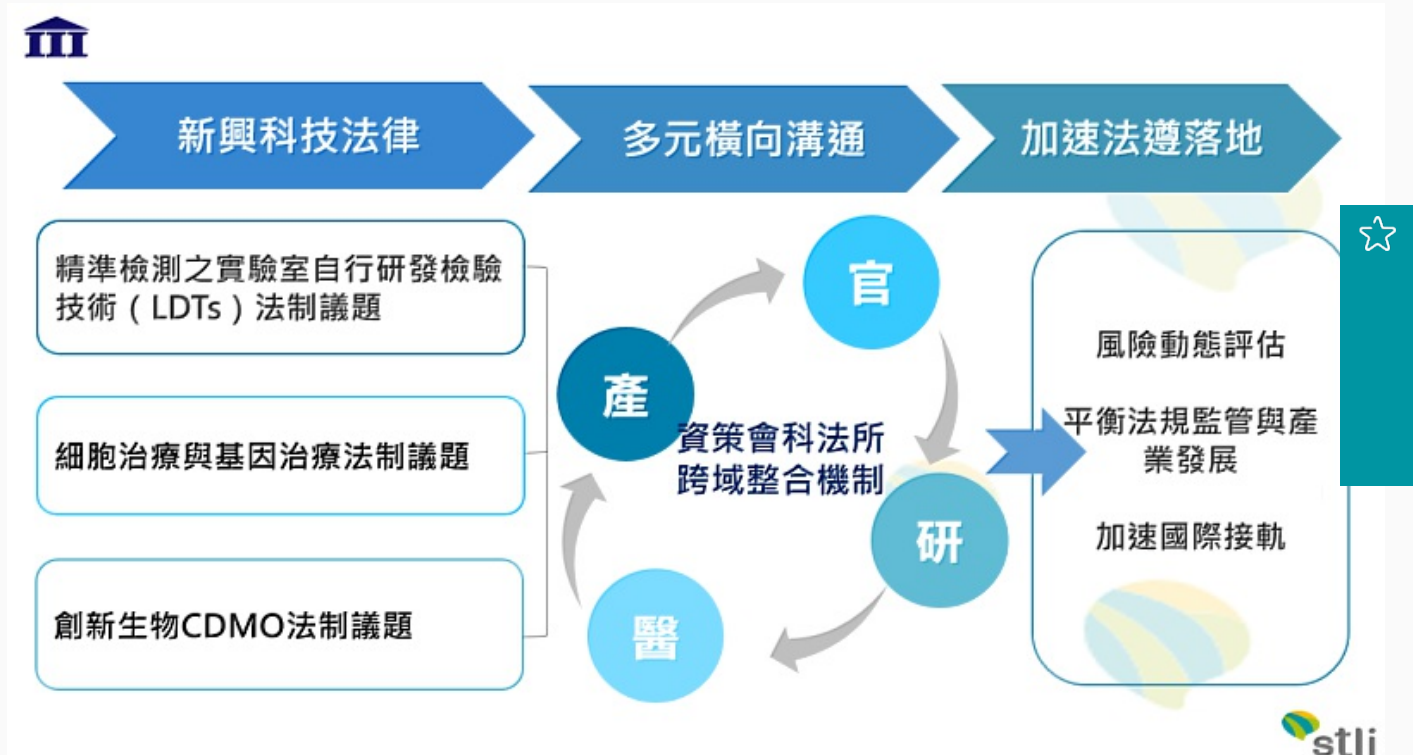 新興科技法律
多元橫向溝通
加速法遵落地
精準檢測之實驗室自行研發檢驗
技術（LDTs）法制議題
細胞治療與基因治療法制議題
創新生物CDMO法制議題
產
官
研
醫
資策會科法所
跨域整合機制
風險動態評估
平衡法規監管與產
業發展
加速國際接軌
stli